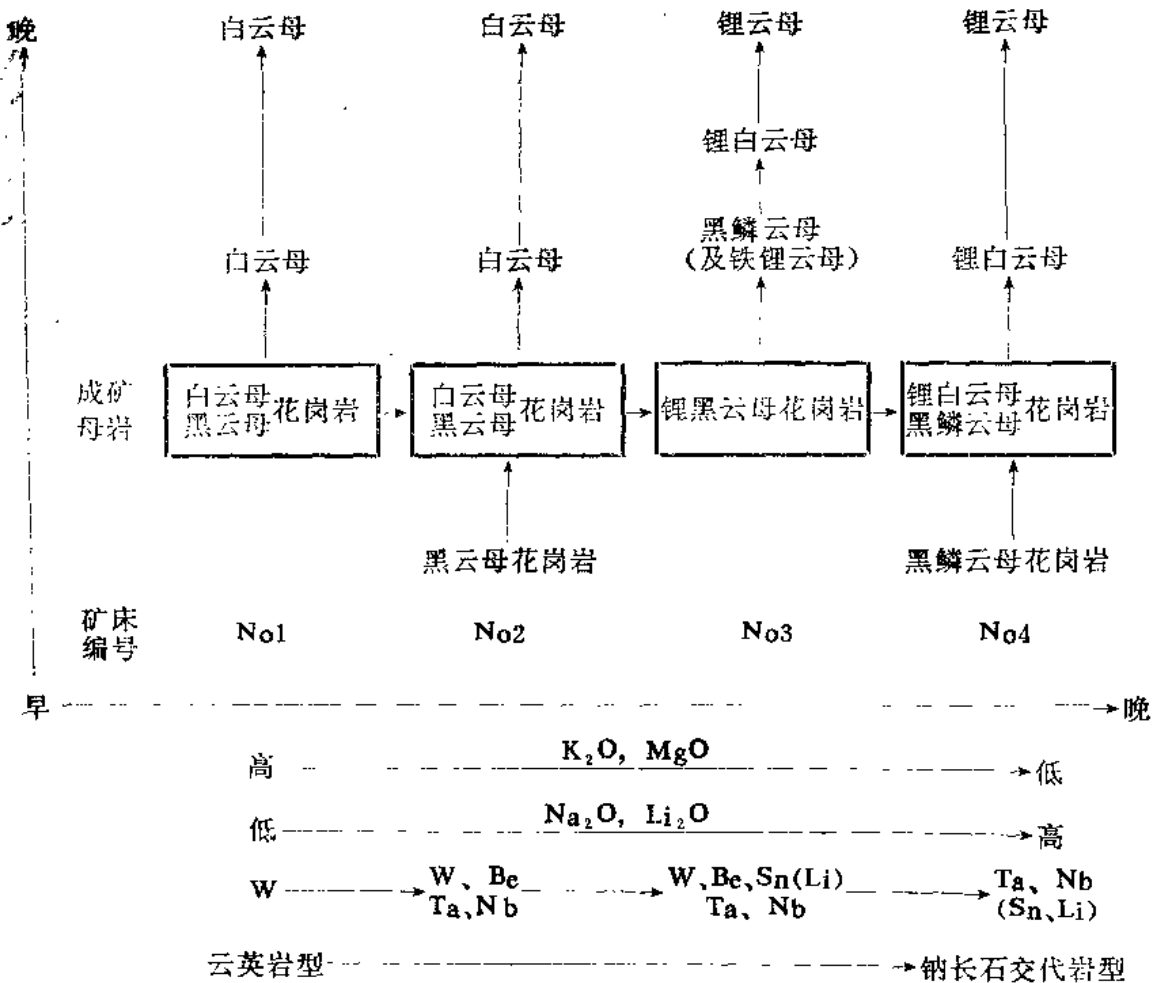 晚 白云母 白云母 锂云母 锂云母
锂白云母
黑鳞云母
白云母 白云母 (及铁锂云母) 锂白云母
成矿 白云母 花岗岩 白云母 花岗岩 锂黑云母花岗岩 锂白云母 花岗岩
母岩 黑云母 黑云母 黑鳞云母
黑云母花岗岩 黑鳞云母花岗岩
矿床
编号 No1 No2 No3 No4
早 晚
高 K₂O, MgO 低
低 Na₂O, Li₂O 高
W W、Be W、Be、Sn(Li) Ta、Nb
Ta、Nb Ta、Nb (Sn、Li)
云英岩型 钠长石交代岩型